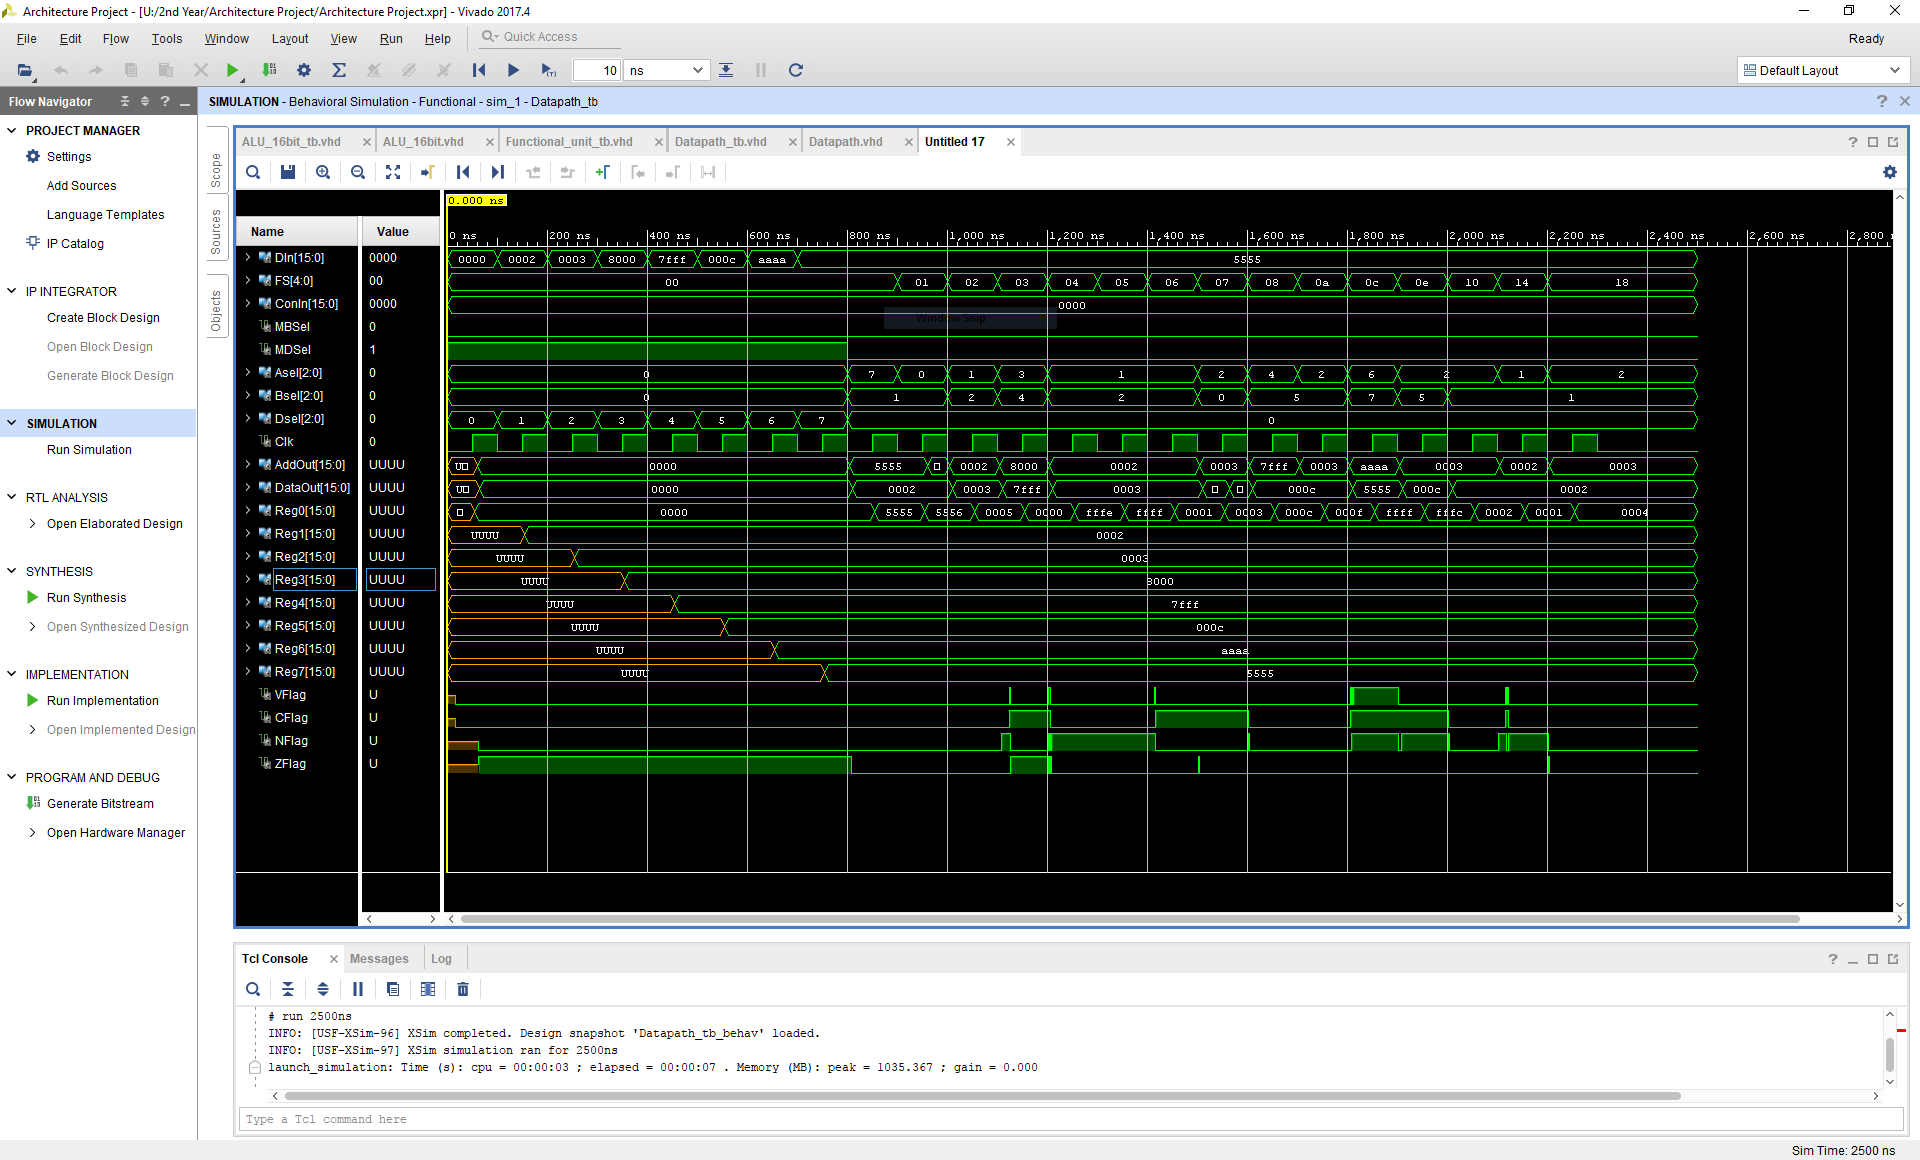 Architecture Project - [U:/2nd Year/Architecture Project/Architecture Project.xpr] - Vivado 2017.4
File Edit Flow Tools Window Layout View Run Help Quick Access Ready
10 ns Default Layout
Flow Navigator
SIMULATION - Behavioral Simulation - Functional - sim_1 - Datapath_tb
PROJECT MANAGER
Settings
Add Sources
Language Templates
IP Catalog
IP INTEGRATOR
Create Block Design
Open Block Design
Generate Block Design
SIMULATION
Run Simulation
RTL ANALYSIS
Open Elaborated Design
SYNTHESIS
Run Synthesis
Open Synthesized Design
IMPLEMENTATION
Run Implementation
Open Implemented Design
PROGRAM AND DEBUG
Generate Bitstream
Open Hardware Manager
Scope
Sources
Objects
ALU_16bit_tb.vhd ALU_16bit.vhd Functional_unit_tb.vhd Datapath_tb.vhd Datapath.vhd Untitled 17
0.000 ns
Name Value 0 ns 200 ns 400 ns 600 ns 800 ns 1,000 ns 1,200 ns 1,400 ns 1,600 ns 1,800 ns 2,000 ns 2,200 ns 2,400 ns 2,600 ns 2,800
DIn[15:0] 0000 0000 0002 0003 8000 7fff 000c aaaa 5555
FS[4:0] 00 00 01 02 03 04 05 06 07 08 0a 0c 0e 10 14 18
ConIn[15:0] 0000 0000
Window Snip
MBSel 0
MDSel 1
Asel[2:0] 0 0 7 0 1 3 1 2 4 2 6 2 1 2
Bsel[2:0] 0 0 1 2 4 2 0 5 7 5 1
Dsel[2:0] 0 0 1 2 3 4 5 6 7 0
Clk 0
AddOut[15:0] UUUU U 0000 5555 0002 8000 0002 0003 7fff 0003 aaaa 0003 0002 0003
DataOut[15:0] UUUU U 0000 0002 0003 7fff 0003 000c 5555 000c 0002
Reg0[15:0] UUUU 0000 5555 5556 0005 0000 fffe ffff 0001 0003 000c 000f ffff fffc 0002 0001 0004
Reg1[15:0] UUUU UUUU 0002
Reg2[15:0] UUUU UUUU 0003
Reg3[15:0] UUUU UUUU 8000
Reg4[15:0] UUUU UUUU 7fff
Reg5[15:0] UUUU UUUU 000c
Reg6[15:0] UUUU UUUU aaaa
Reg7[15:0] UUUU UUUU 5555
VFlag U
CFlag U
NFlag U
ZFlag U
Tcl Console Messages Log
# run 2500ns
INFO: [USF-XSim-96] XSim completed. Design snapshot 'Datapath_tb_behav' loaded.
INFO: [USF-XSim-97] XSim simulation ran for 2500ns
launch_simulation: Time (s): cpu = 00:00:03 ; elapsed = 00:00:07 . Memory (MB): peak = 1035.367 ; gain = 0.000
Type a Tcl command here
Sim Time: 2500 ns